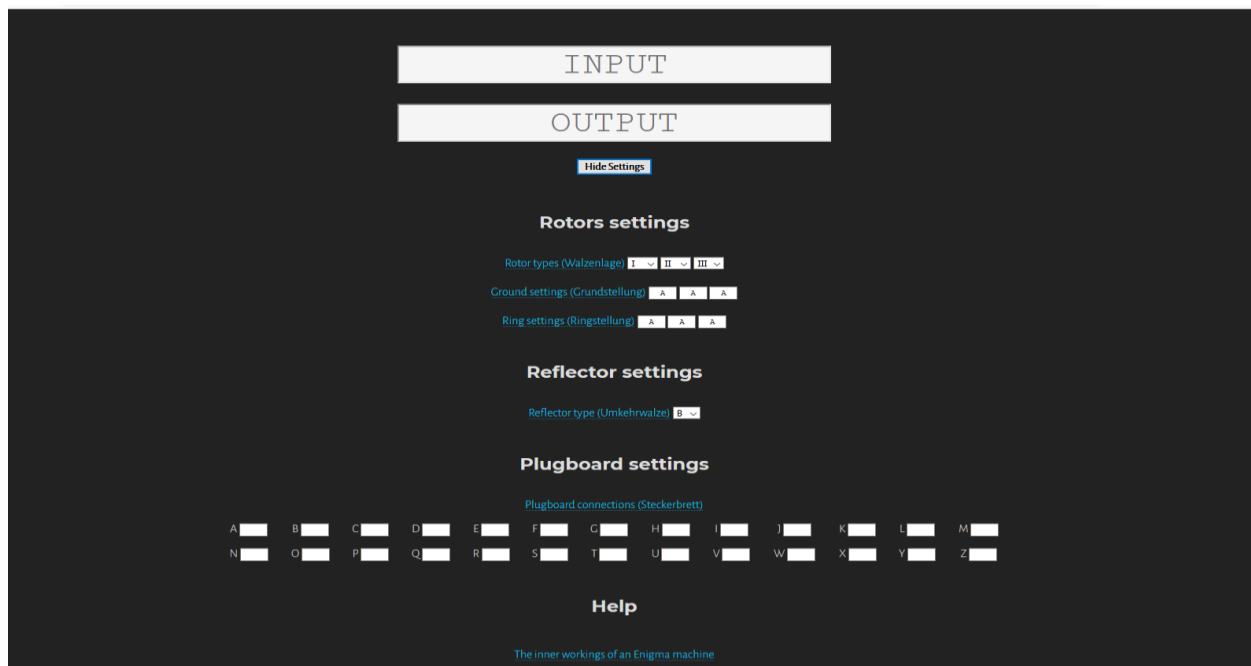 INPUT
OUTPUT
Hide Settings
Rotors settings
Rotor types (Walzenlage) I II III
Ground settings (Grundstellung) A A A
Ring settings (Ringstellung) A A A
Reflector settings
Reflector type (Umkehrwalze) B
Plugboard settings
Plugboard connections (Steckerbrett)
A B C D E F G H I J K L M
N O P Q R S T U V W X Y Z
Help
The inner workings of an Enigma machine